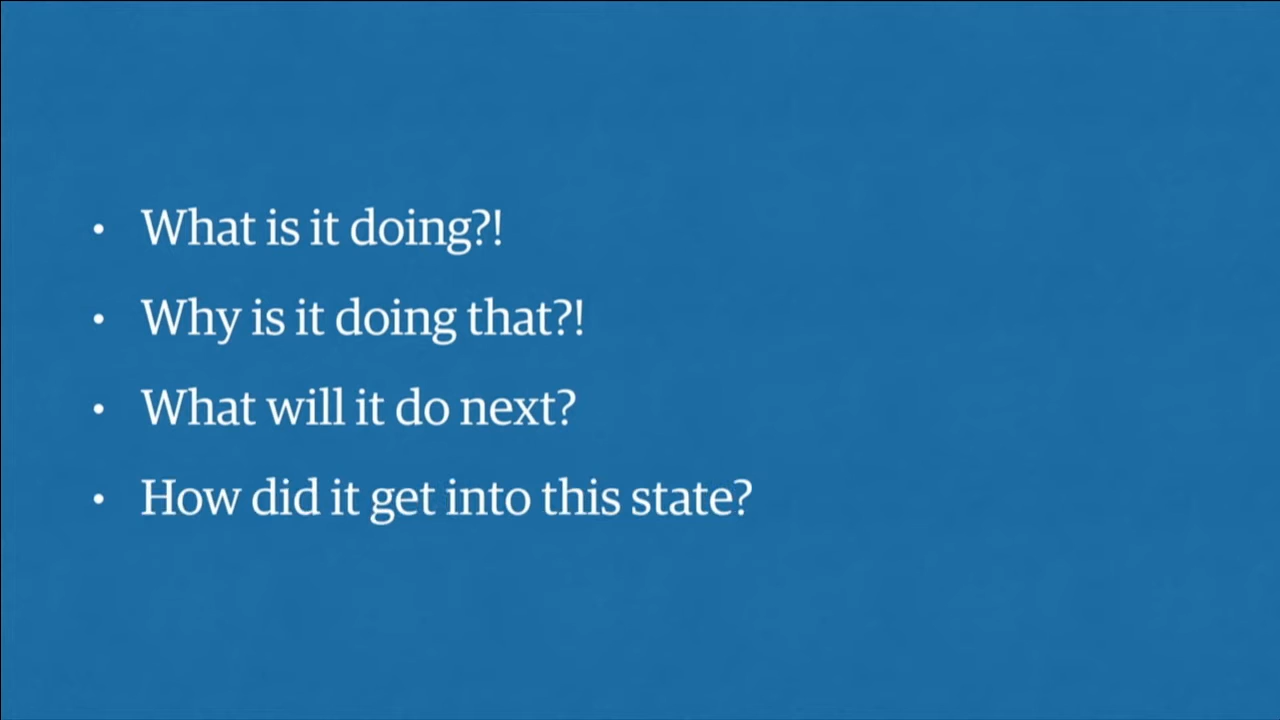 • What is it doing?!
• Why is it doing that?!
• What will it do next?
• How did it get into this state?